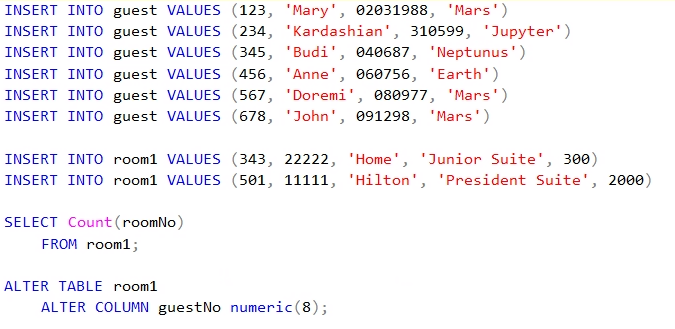 INSERT INTO guest VALUES (123, 'Mary', 02031988, 'Mars')
INSERT INTO guest VALUES (234, 'Kardashian', 310599, 'Jupyter')
INSERT INTO guest VALUES (345, 'Budi', 040687, 'Neptunus')
INSERT INTO guest VALUES (456, 'Anne', 060756, 'Earth')
INSERT INTO guest VALUES (567, 'Doremi', 080977, 'Mars')
INSERT INTO guest VALUES (678, 'John', 091298, 'Mars')
INSERT INTO room1 VALUES (343, 22222, 'Home', 'Junior Suite', 300)
INSERT INTO room1 VALUES (501, 11111, 'Hilton', 'President Suite', 2000)
SELECT Count(roomNo)
FROM room1;
ALTER TABLE room1
ALTER COLUMN guestNo numeric(8);